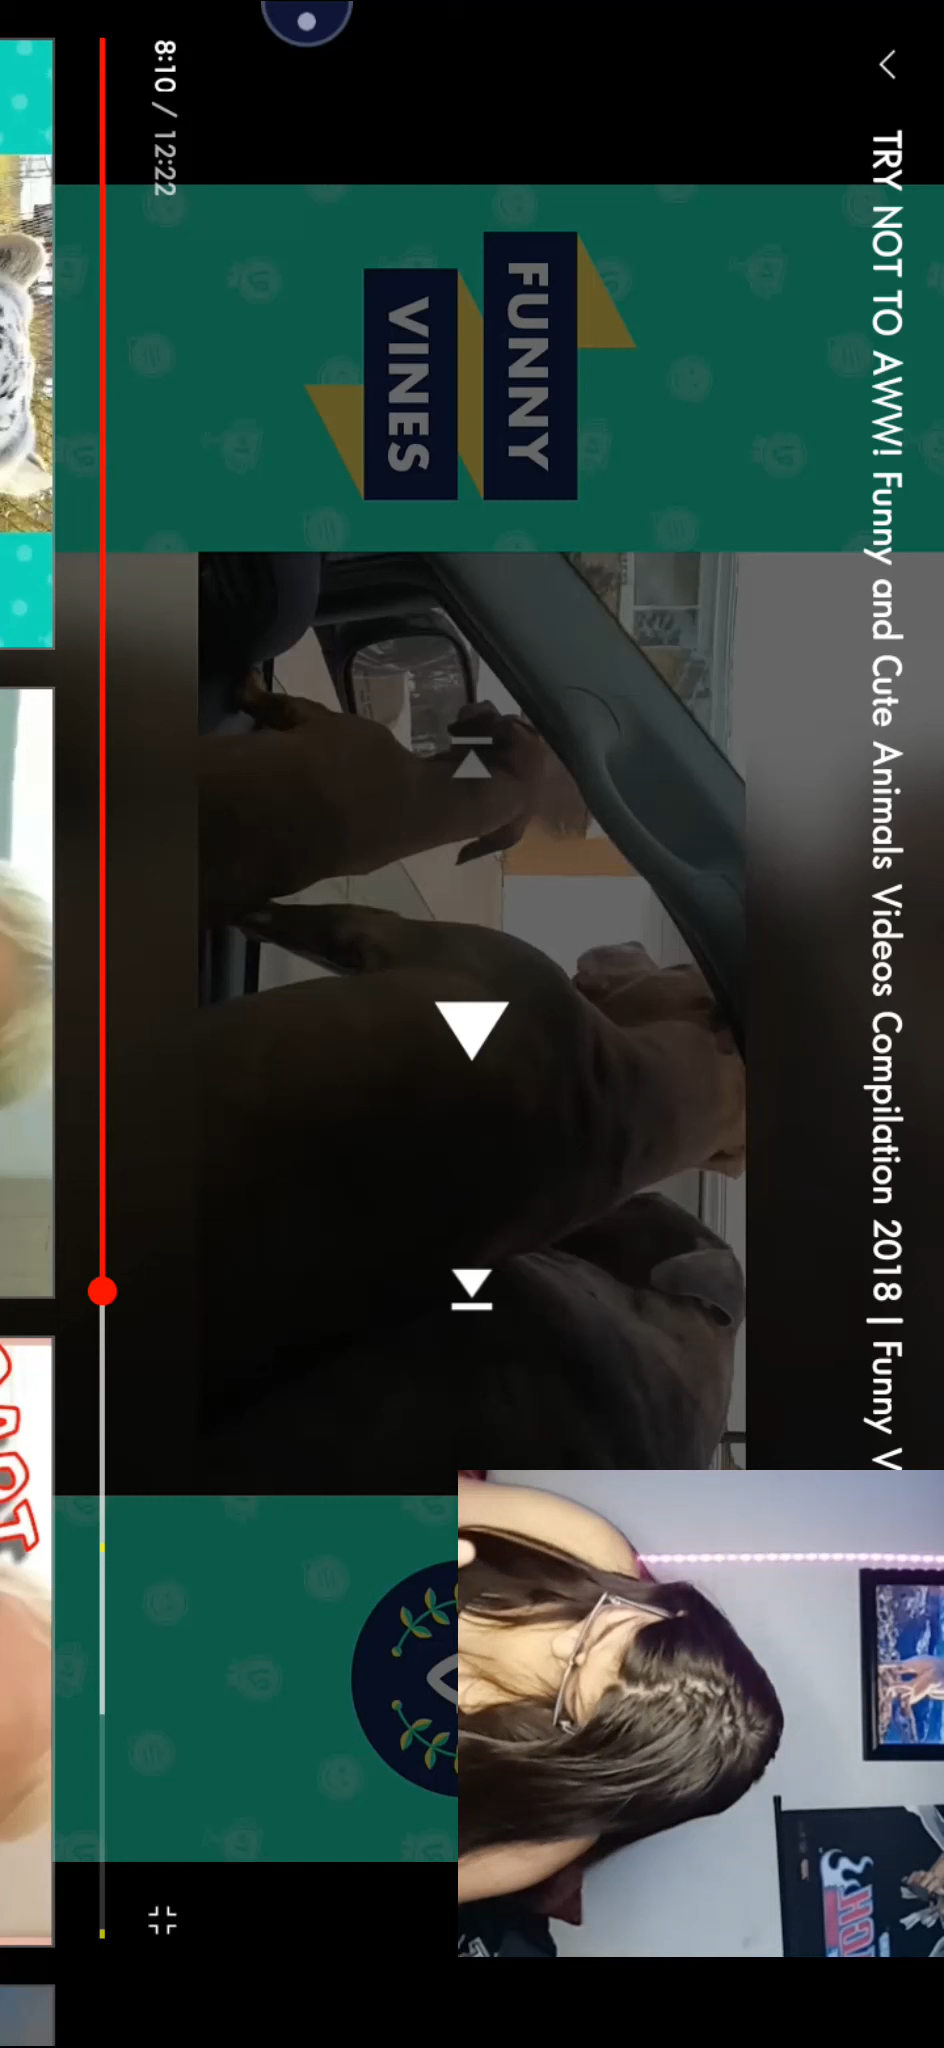 TRY NOT TO AWW! Funny and Cute Animals Videos Compilation 2018 | Funny V
FUNNY
VINES
8:10 / 12:22